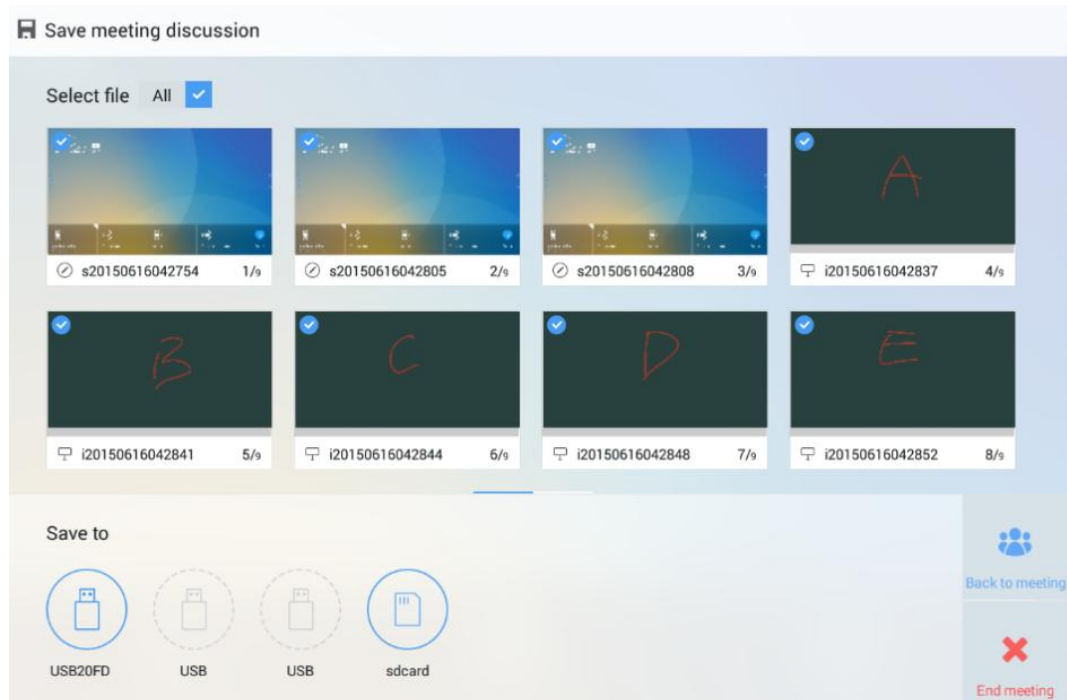 Save meeting discussion
Select file All
s20150616042754 1/9
s20150616042805 2/9
s20150616042808 3/9
A
i20150616042837 4/9
B
C
D
E
i20150616042841 5/9
i20150616042844 6/9
i20150616042848 7/9
i20150616042852 8/9
Save to
Back to meeting
USB20FD
USB
USB
sdcard
End meeting